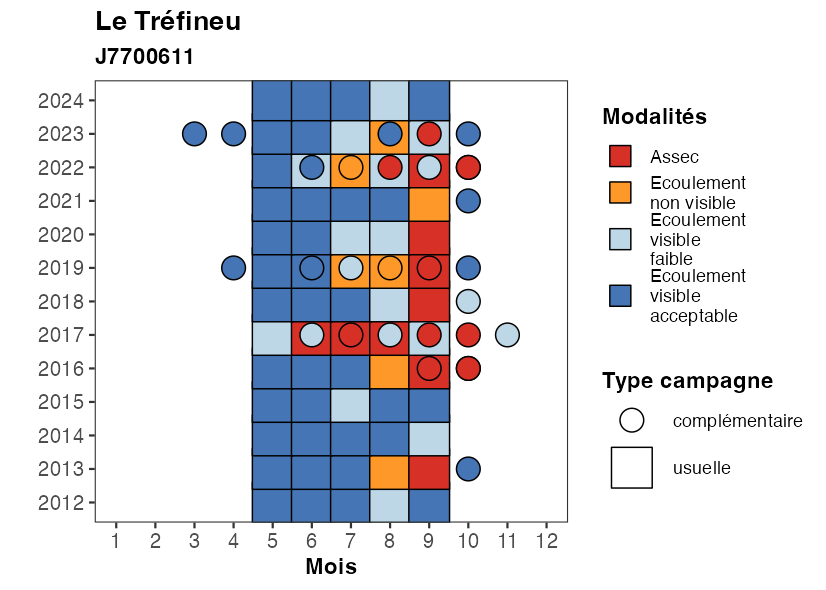 Le Tréfineu
J7700611
2024
2023
2022
2021
2020
2019
2018
2017
2016
2015
2014
2013
2012
1 2 3 4 5 6 7 8 9 10 11 12
Mois
Modalités
Assec
Ecoulement
non visible
Ecoulement
visible
faible
Ecoulement
visible
acceptable
Type campagne
complémentaire
usuelle